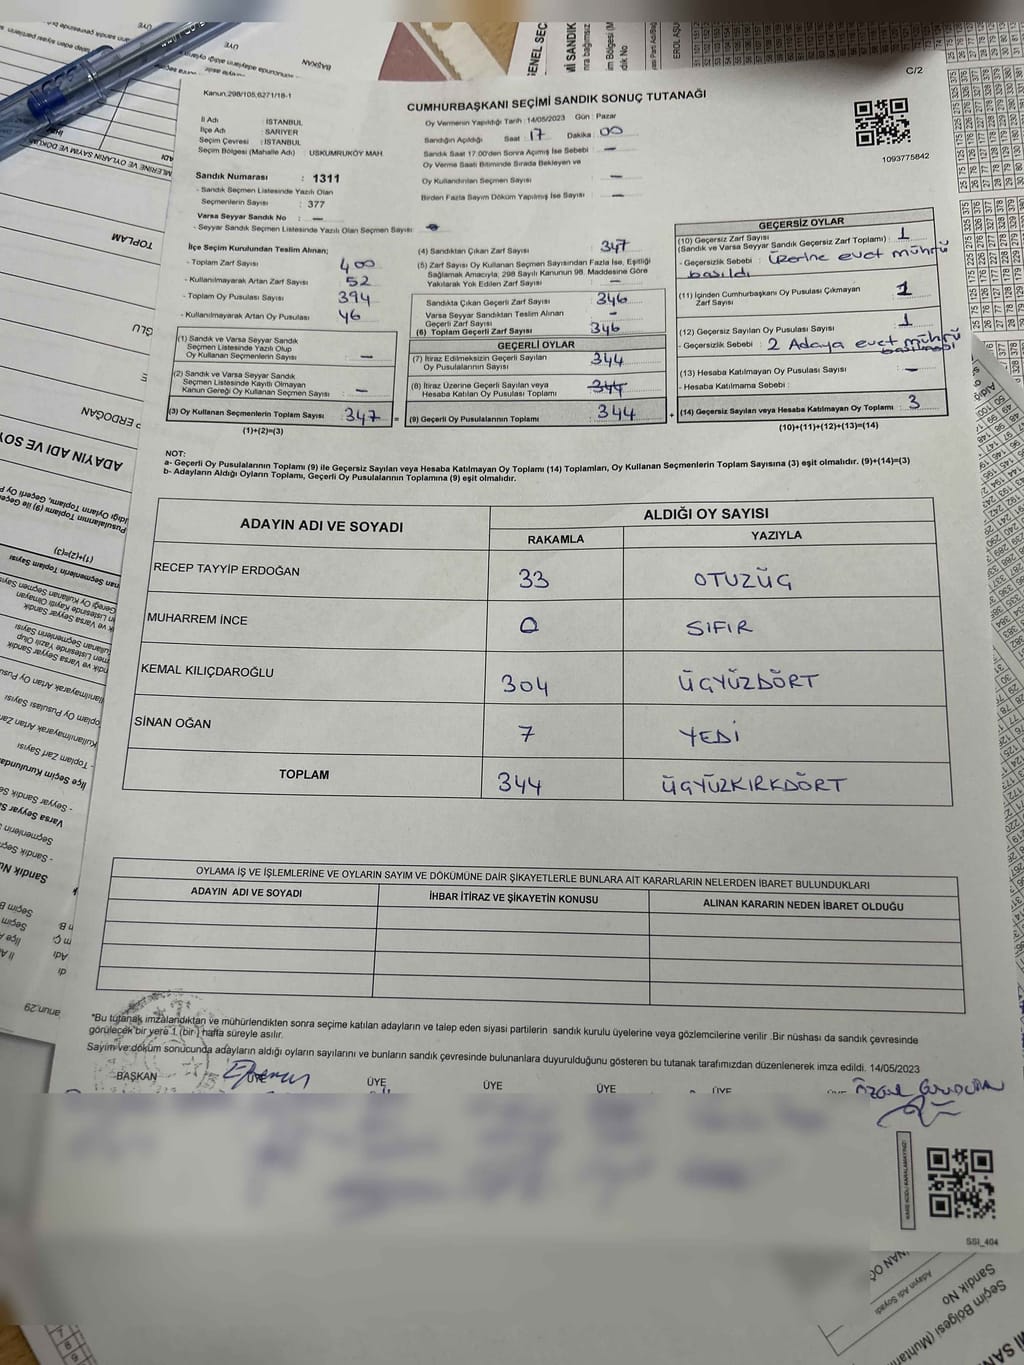 C/2
Kanun:298/105,6271/18-1
CUMHURBAŞKANI SEÇİMİ SANDIK SONUÇ TUTANAĞI
1093775842
İl Adı : İSTANBUL
İlçe Adı : SARIYER
Seçim Çevresi : İSTANBUL
Seçim Bölgesi (Mahalle Adı) : USKUMRUKÖY MAH.
Oy Vermenin Yapıldığı Tarih : 14/05/2023 Gün : Pazar
Sandığın Açıldığı Saat : 17 Dakika : 00
Sandık Saat 17.00'den Sonra Açılmış İse Sebebi : —
Oy Verme Saati Bitiminde Sırada Bekleyen ve
Oy Kullandırılan Seçmen Sayısı : —
Birden Fazla Sayım Döküm Yapılmış İse Sayısı : —
Sandık Numarası : 1311
- Sandık Seçmen Listesinde Yazılı Olan
Seçmenlerin Sayısı : 377
Varsa Seyyar Sandık No : —
- Seyyar Sandık Seçmen Listesinde Yazılı Olan Seçmen Sayısı :
İlçe Seçim Kurulundan Teslim Alınan;
- Toplam Zarf Sayısı : 400
- Kullanılmayarak Artan Zarf Sayısı : 52
- Toplam Oy Pusulası Sayısı : 394
- Kullanılmayarak Artan Oy Pusulası : 46
(1) Sandık ve Varsa Seyyar Sandık
Seçmen Listesinde Yazılı Olup
Oy Kullanan Seçmenlerin Sayısı : —
(2) Sandık ve Varsa Seyyar Sandık
Seçmen Listesinde Kayıtlı Olmayan
Kanun Gereği Oy Kullanan Seçmen Sayısı : —
(3) Oy Kullanan Seçmenlerin Toplam Sayısı : 347
(1)+(2)=(3)
(4) Sandıktan Çıkan Zarf Sayısı : 347
(5) Zarf Sayısı Oy Kullanan Seçmen Sayısından Fazla İse, Eşitliği
Sağlamak Amacıyla; 298 Sayılı Kanunun 98. Maddesine Göre
Yakılarak Yok Edilen Zarf Sayısı : —
Sandıkta Çıkan Geçerli Zarf Sayısı : 346
Varsa Seyyar Sandıktan Teslim Alınan
Geçerli Zarf Sayısı : —
(6) Toplam Geçerli Zarf Sayısı : 346
GEÇERLİ OYLAR
(7) İtiraz Edilmeksizin Geçerli Sayılan
Oy Pusulalarının Sayısı : 344
(8) İtiraz Üzerine Geçerli Sayılan veya
Hesaba Katılan Oy Pusulası Toplamı : 344
(9) Geçerli Oy Pusulalarının Toplamı : 344
GEÇERSİZ OYLAR
(10) Geçersiz Zarf Sayısı
(Sandık ve Varsa Seyyar Sandık Geçersiz Zarf Toplamı) : 1
- Geçersizlik Sebebi : Üzerine evet mührü
basıldı
(11) İçinden Cumhurbaşkanı Oy Pusulası Çıkmayan
Zarf Sayısı : 1
(12) Geçersiz Sayılan Oy Pusulası Sayısı : 1
- Geçersizlik Sebebi : 2 Adaya evet mührü
basılması
(13) Hesaba Katılmayan Oy Pusulası Sayısı : —
- Hesaba Katılmama Sebebi :
(14) Geçersiz Sayılan veya Hesaba Katılmayan Oy Toplamı : 3
(10)+(11)+(12)+(13)=(14)
NOT:
a- Geçerli Oy Pusulalarının Toplamı (9) ile Geçersiz Sayılan veya Hesaba Katılmayan Oy Toplamı (14) Toplamları, Oy Kullanan Seçmenlerin Toplam Sayısına (3) eşit olmalıdır. (9)+(14)=(3)
b- Adayların Aldığı Oyların Toplamı, Geçerli Oy Pusulalarının Toplamına (9) eşit olmalıdır.
ADAYIN ADI VE SOYADI ALDIĞI OY SAYISI
RAKAMLA YAZIYLA
RECEP TAYYİP ERDOĞAN 33 OTUZÜÇ
MUHARREM İNCE 0 SIFIR
KEMAL KILIÇDAROĞLU 304 ÜÇYÜZDÖRT
SİNAN OĞAN 7 YEDİ
TOPLAM 344 ÜÇYÜZKIRKDÖRT
OYLAMA İŞ VE İŞLEMLERİNE VE OYLARIN SAYIM VE DÖKÜMÜNE DAİR ŞİKAYETLERLE BUNLARA AİT KARARLARIN NELERDEN İBARET BULUNDUKLARI
ADAYIN ADI VE SOYADI İHBAR İTİRAZ VE ŞİKAYETİN KONUSU ALINAN KARARIN NEDEN İBARET OLDUĞU
"Bu tutanak imzalandıktan ve mühürlendikten sonra seçime katılan adayların ve talep eden siyasi partilerin sandık kurulu üyelerine veya gözlemcilerine verilir .Bir nüshası da sandık çevresinde
görülecek bir yere 1 (bir ) hafta süreyle asılır.
Sayım ve döküm sonucunda adayların aldığı oyların sayılarını ve bunların sandık çevresinde bulunanlara duyurulduğunu gösteren bu tutanak tarafımızdan düzenlenerek imza edildi. 14/05/2023
BAŞKAN ÜYE ÜYE ÜYE ÜYE ÜYE
KARE KODU KARALAMAYINIZ!
SSI_404